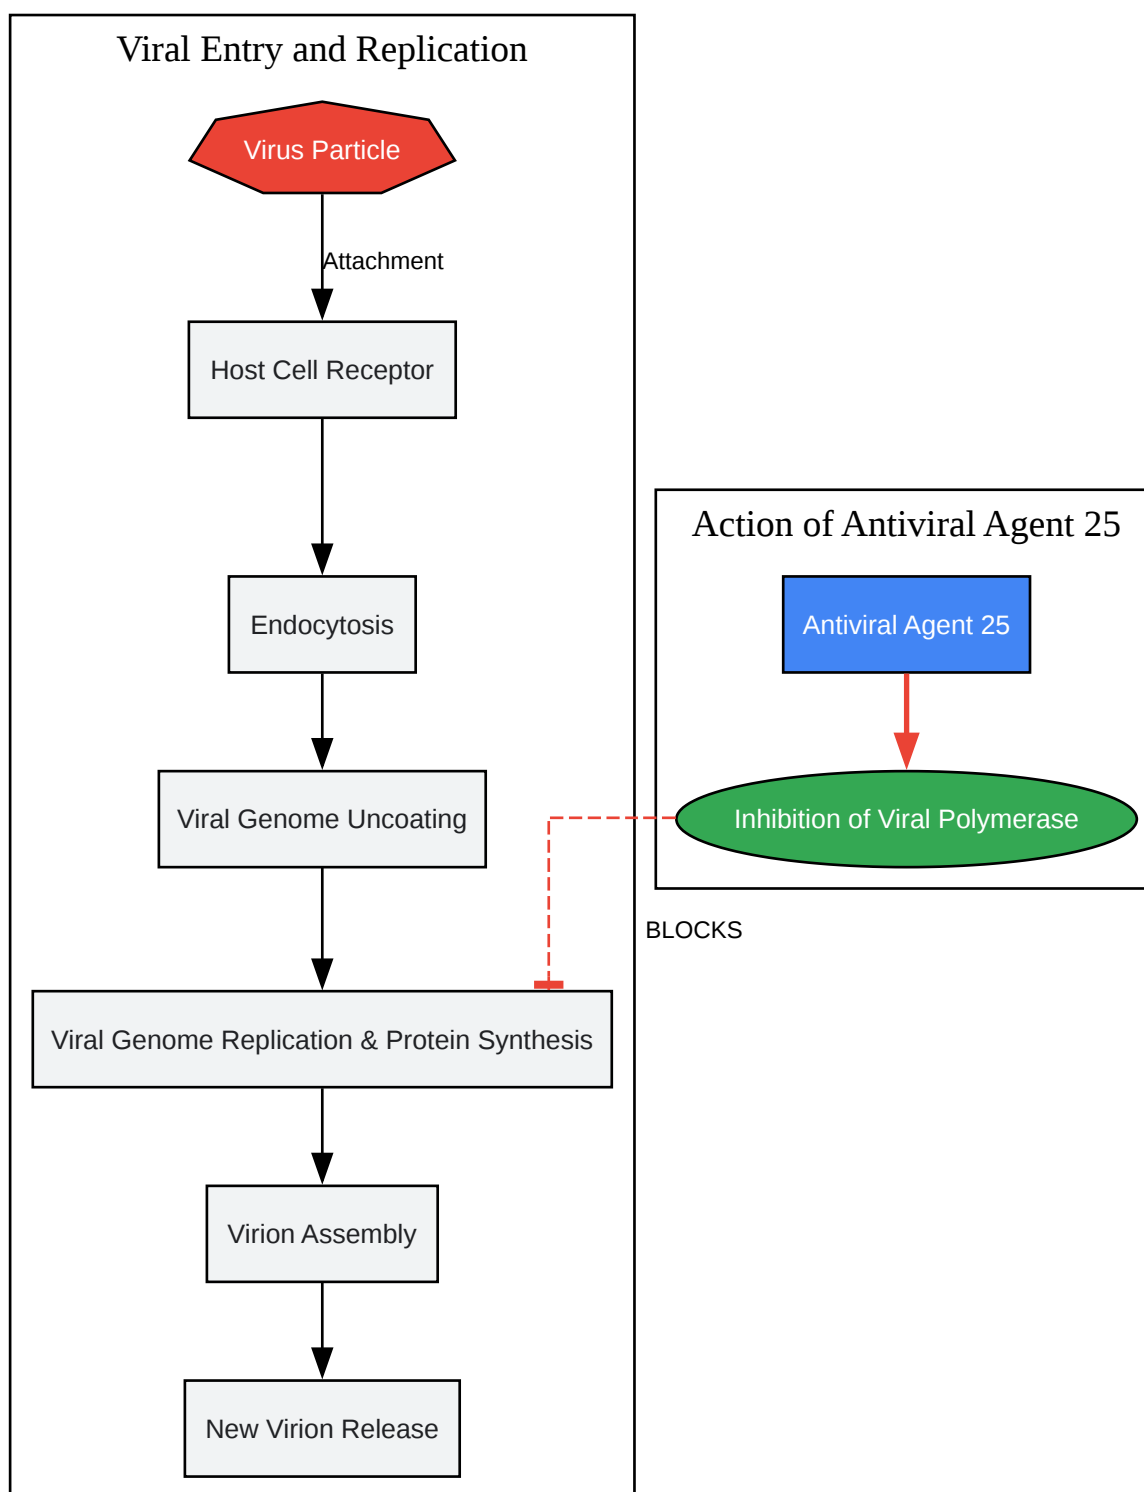 Viral Entry and Replication
Virus Particle
Attachment
Host Cell Receptor
Endocytosis
Viral Genome Uncoating
Viral Genome Replication & Protein Synthesis
Virion Assembly
New Virion Release
Action of Antiviral Agent 25
Antiviral Agent 25
Inhibition of Viral Polymerase
BLOCKS